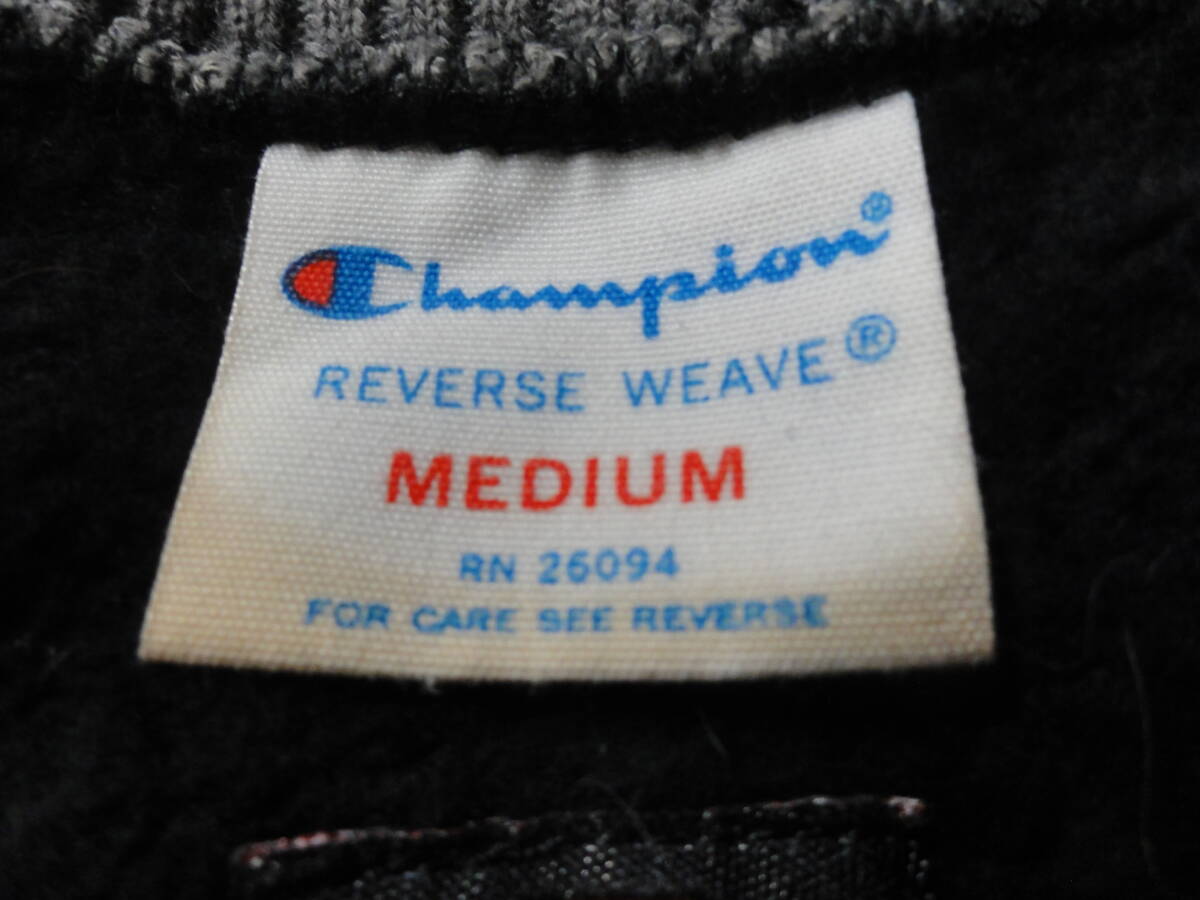 Champion®
REVERSE WEAVE®
MEDIUM
RN 26094
FOR CARE SEE REVERSE